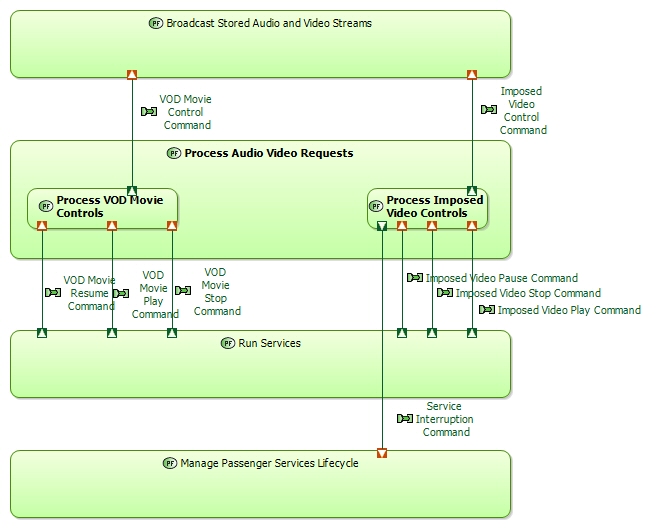 PF Broadcast Stored Audio and Video Streams
VOD Movie
Control
Command
Imposed
Video
Control
Command
PF Process Audio Video Requests
PF Process VOD Movie
Controls
PF Process Imposed
Video Controls
VOD Movie
Resume
Command
VOD
Movie
Play
Command
VOD
Movie
Stop
Command
Imposed Video Pause Command
Imposed Video Stop Command
Imposed Video Play Command
PF Run Services
Service
Interruption
Command
PF Manage Passenger Services Lifecycle